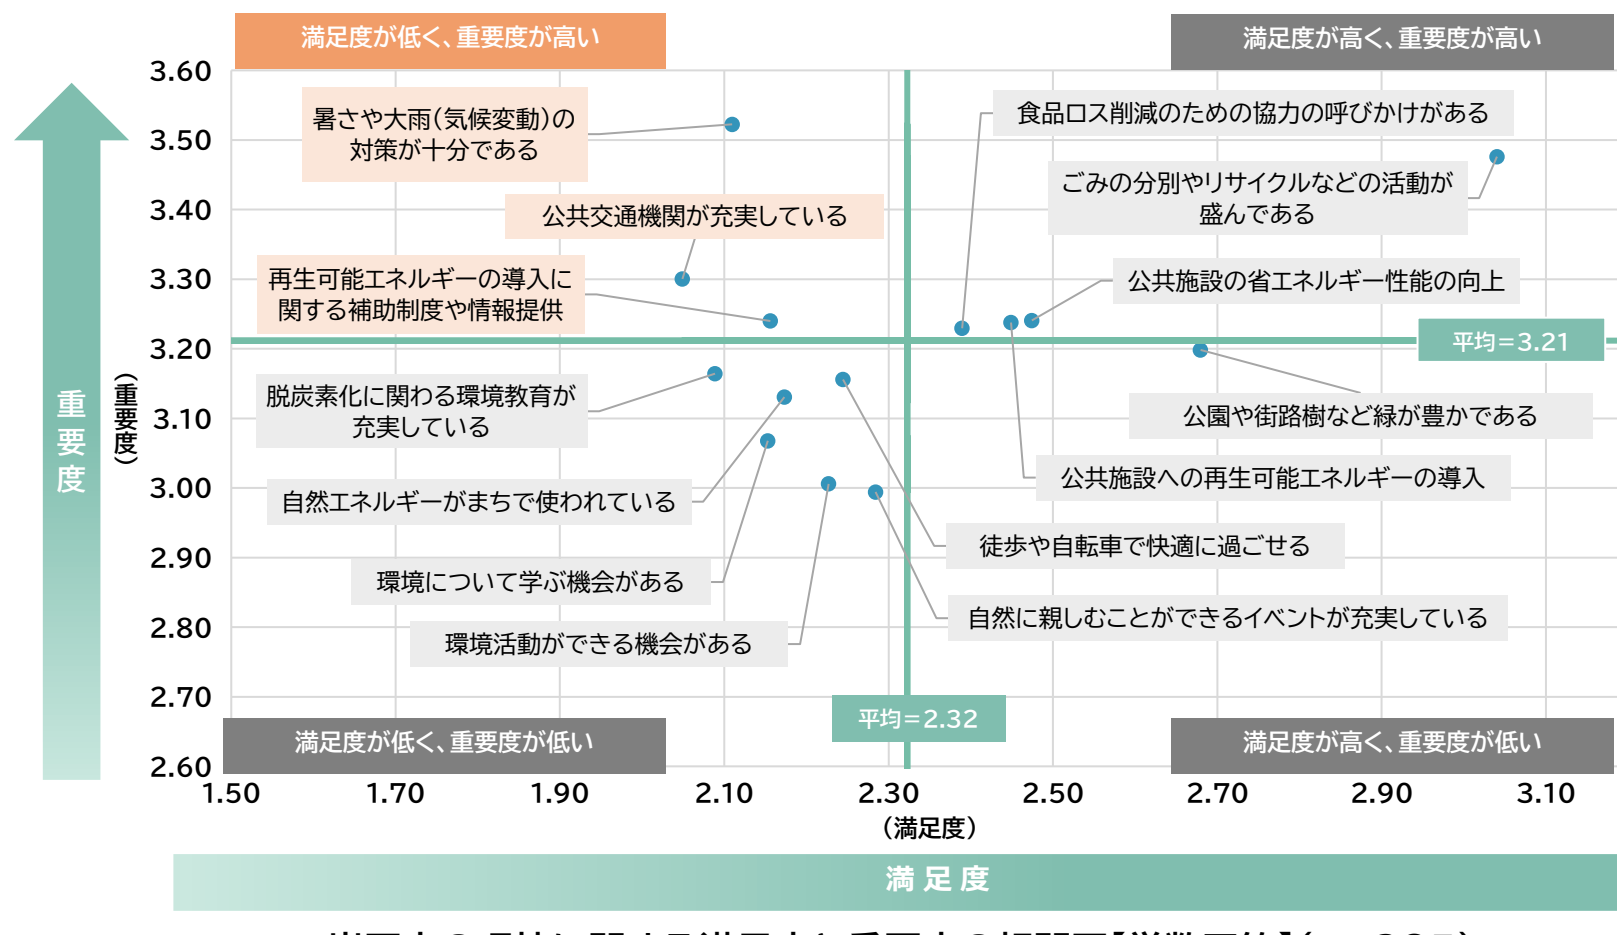 満足度が低く、重要度が高い
満足度が高く、重要度が高い
3.60
3.50
3.40
3.30
3.20
3.10
3.00
2.90
2.80
2.70
2.60
重要度
（重要度）
暑さや大雨（気候変動）の
対策が十分である
食品ロス削減のための協力の呼びかけがある
ごみの分別やリサイクルなどの活動が
盛んである
公共交通機関が充実している
再生可能エネルギーの導入に
関する補助制度や情報提供
公共施設の省エネルギー性能の向上
平均＝3.21
脱炭素化に関わる環境教育が
充実している
公園や街路樹など緑が豊かである
自然エネルギーがまちで使われている
公共施設への再生可能エネルギーの導入
徒歩や自転車で快適に過ごせる
環境について学ぶ機会がある
自然に親しむことができるイベントが充実している
環境活動ができる機会がある
平均＝2.32
満足度が低く、重要度が低い
満足度が高く、重要度が低い
1.50
1.70
1.90
2.10
2.30
2.50
2.70
2.90
3.10
（満足度）
満足度